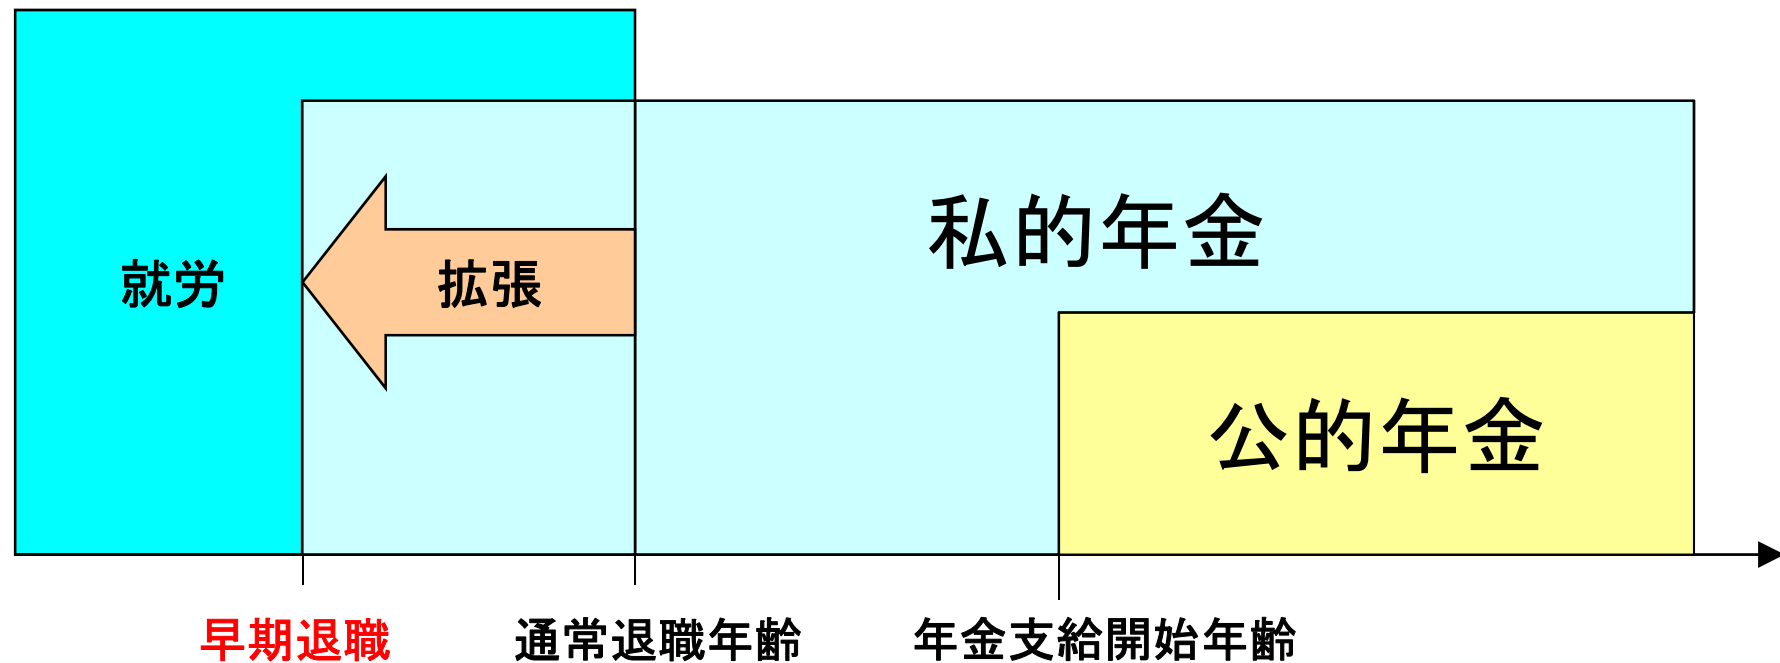 私的年金
就労
拡張
公的年金
早期退職
通常退職年齢
年金支給開始年齢